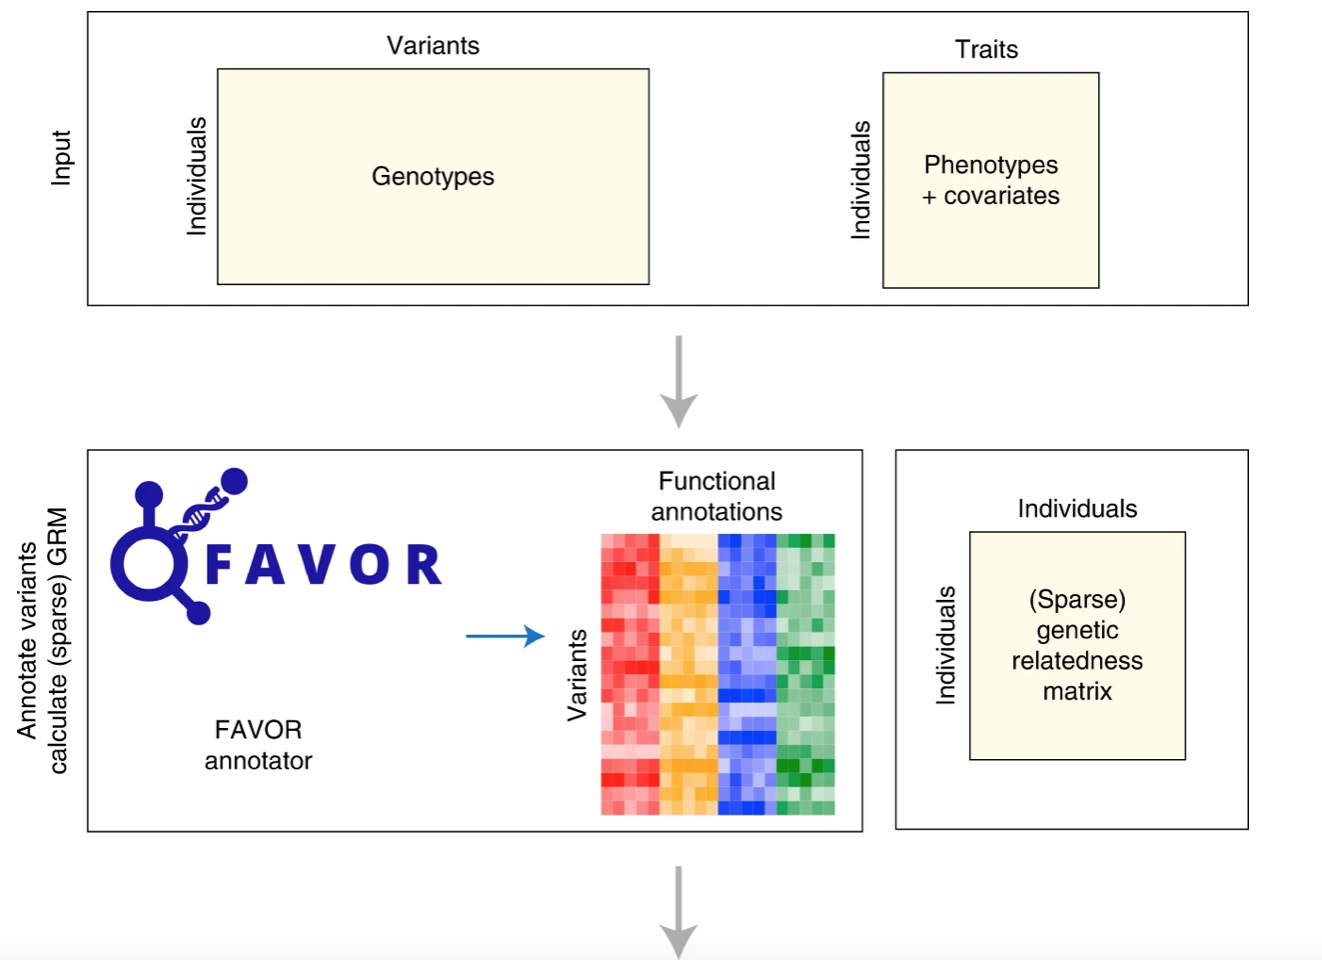 Input
Variants
Individuals
Genotypes
Traits
Individuals
Phenotypes
+ covariates
Annotate variants
calculate (sparse) GRM
FAVOR
FAVOR
annotator
Functional
annotations
Variants
Individuals
Individuals
(Sparse)
genetic
relatedness
matrix